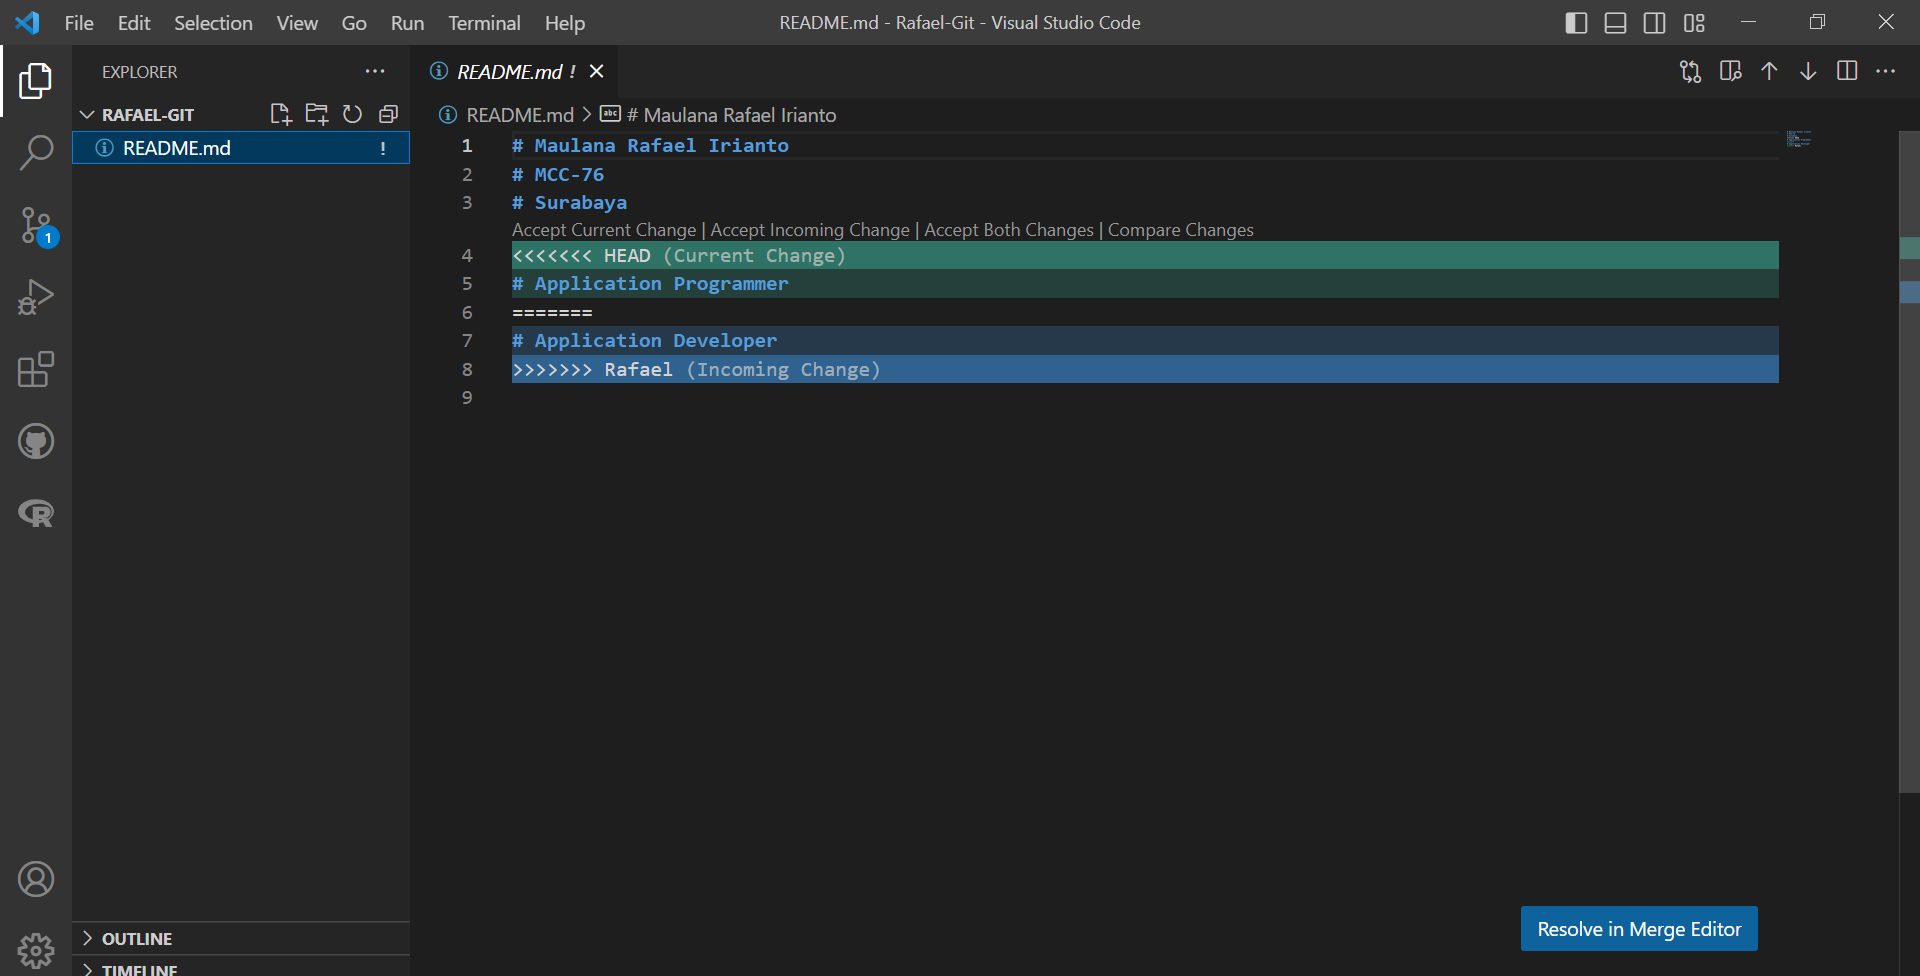 File Edit Selection View Go Run Terminal Help README.md - Rafael-Git - Visual Studio Code
EXPLORER
RAFAEL-GIT
README.md !
1
OUTLINE
TIMELINE
README.md !
README.md > # Maulana Rafael Irianto
1 # Maulana Rafael Irianto
2 # MCC-76
3 # Surabaya
Accept Current Change | Accept Incoming Change | Accept Both Changes | Compare Changes
4 <<<<<<< HEAD (Current Change)
5 # Application Programmer
6 =======
7 # Application Developer
8 >>>>>>> Rafael (Incoming Change)
9
Resolve in Merge Editor